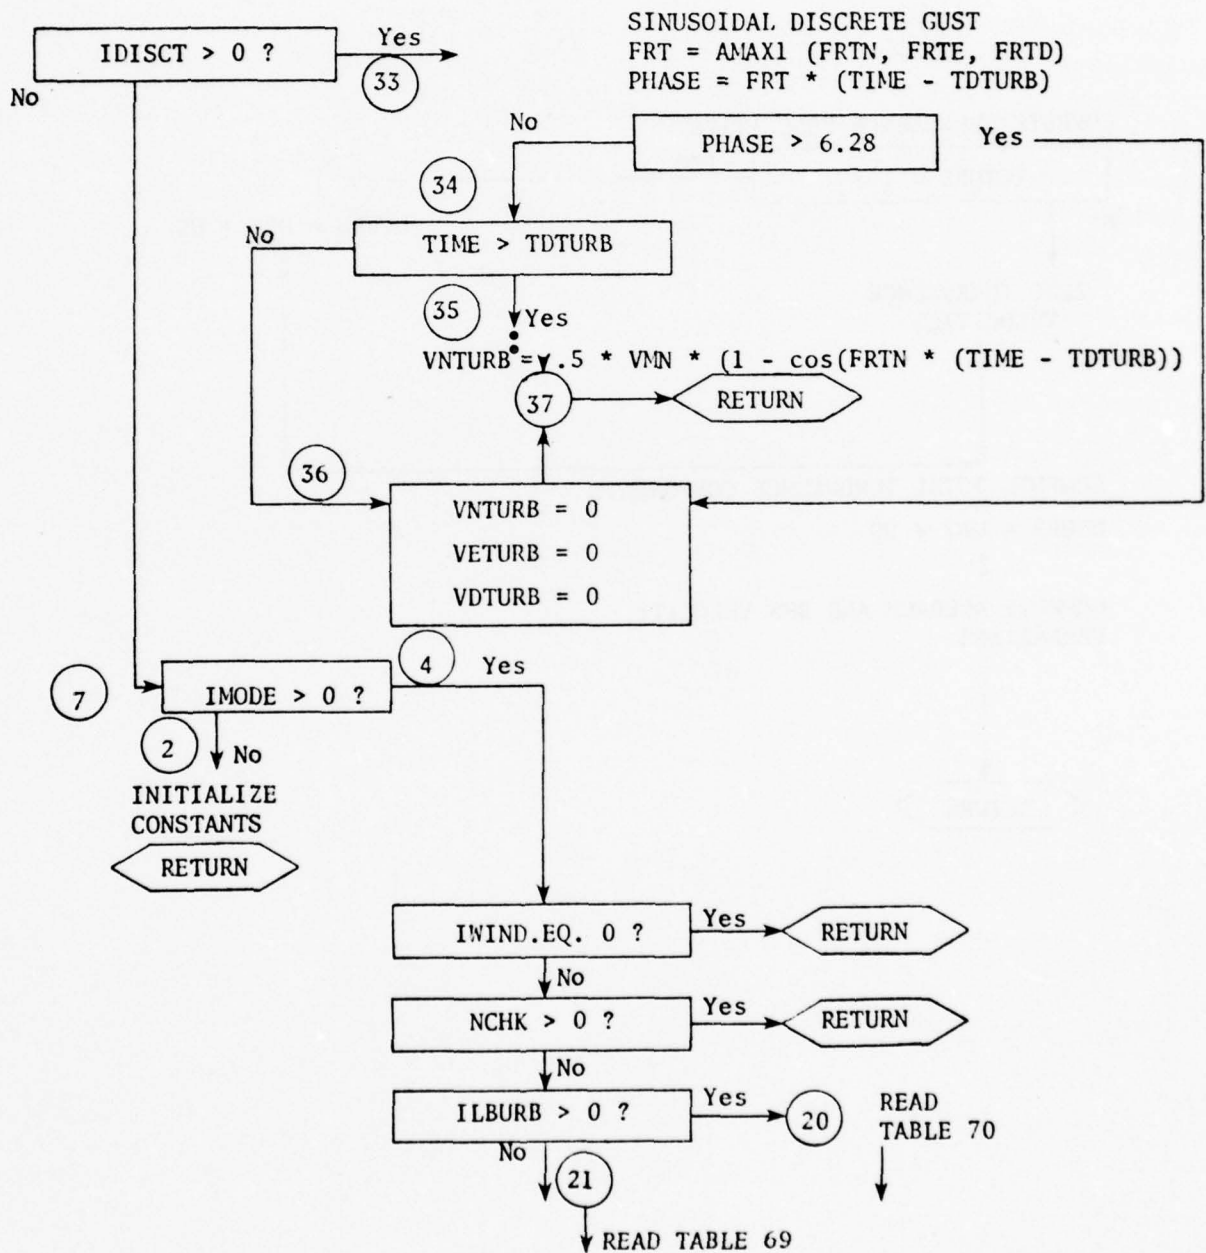 IDISCT > 0 ?
Yes
33
No
SINUSOIDAL DISCRETE GUST
FRT = AMAX1 (FRTN, FRTE, FRTD)
PHASE = FRT * (TIME - TDTURB)
No
PHASE > 6.28
Yes
34
No
TIME > TDTURB
35
Yes
VNTURB = .5 * VMN * (1 - cos(FRTN * (TIME - TDTURB))
37
RETURN
36
VNTURB = 0
VETURB = 0
VDTURB = 0
4
Yes
7
IMODE > 0 ?
2
No
INITIALIZE
CONSTANTS
RETURN
IWIND.EQ. 0 ?
Yes
RETURN
No
NCHK > 0 ?
Yes
RETURN
No
ILBURB > 0 ?
Yes
20
READ
TABLE 70
No
21
READ TABLE 69